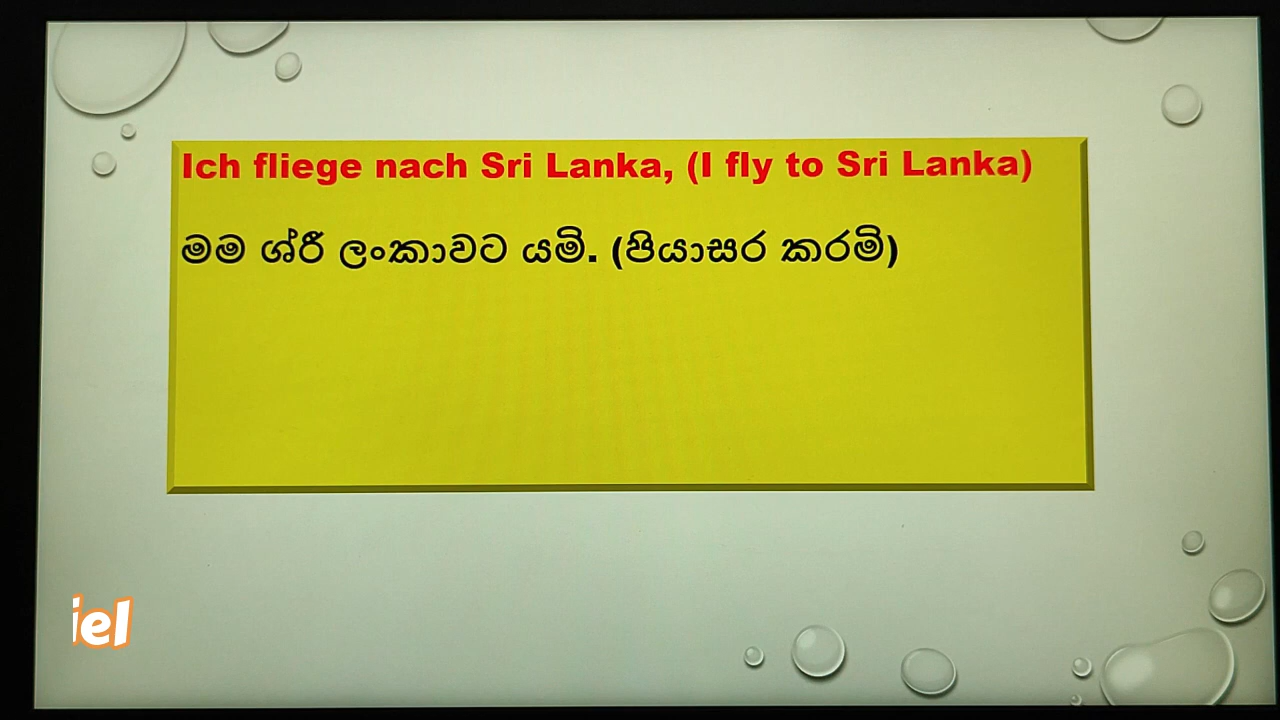 Ich fliege nach Sri Lanka, (I fly to Sri Lanka)
මම ශ්රී ලංකාවට යමි. (පියාසර කරමි)
iel